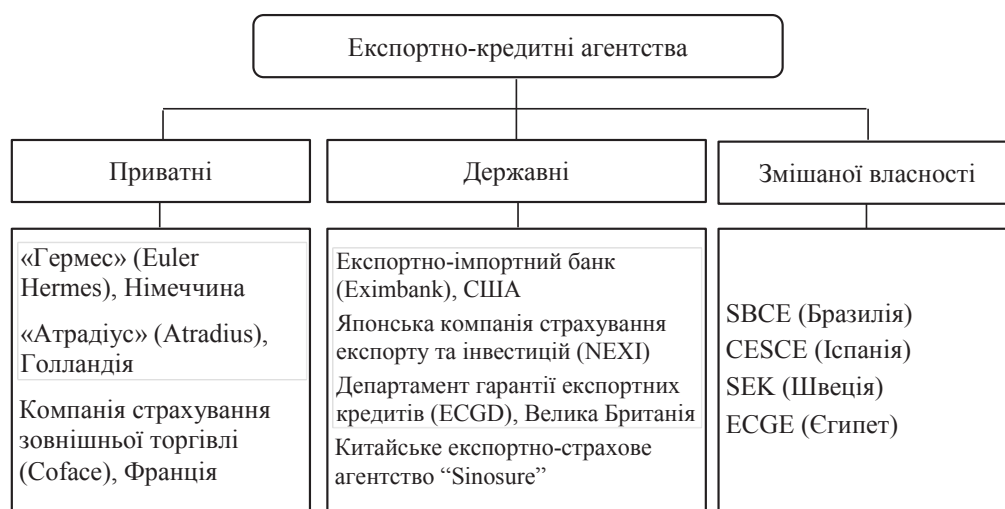 Експортно-кредитні агентства
Приватні
Державні
Змішаної власності
«Гермес» (Euler
Hermes), Німеччина
«Атрадіус» (Atradius),
Голландія
Компанія страхування
зовнішньої торгівлі
(Coface), Франція
Експортно-імпортний банк
(Eximbank), США
Японська компанія страхування
експорту та інвестицій (NEXI)
Департамент гарантії експортних
кредитів (ECGD), Велика Британія
Китайське експортно-страхове
агентство “Sinosure”
SBCE (Бразилія)
CESCE (Іспанія)
SEK (Швеція)
ECGE (Єгипет)